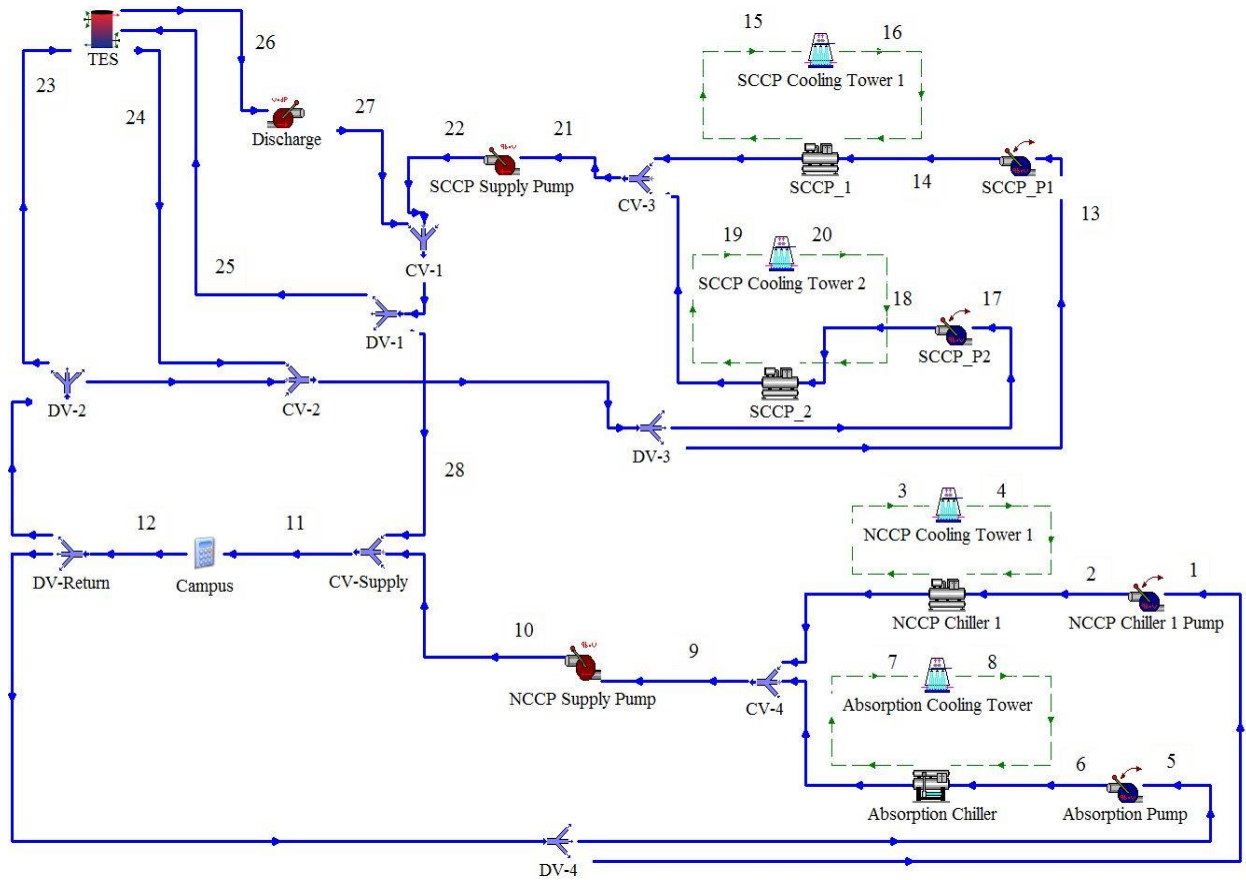 15
16
26
SCCP Cooling Tower 1
TES
23
24
27
Discharge
22
21
SCCP Supply Pump
SCCP_1
14
SCCP_P1
CV-3
13
19
20
CV-1
SCCP Cooling Tower 2
25
18
17
DV-1
SCCP_P2
DV-2
CV-2
SCCP_2
DV-3
28
3
4
NCCP Cooling Tower 1
12
11
DV-Return
Campus
CV-Supply
2
1
NCCP Chiller 1
NCCP Chiller 1 Pump
10
9
7
8
NCCP Supply Pump
CV-4
Absorption Cooling Tower
6
5
Absorption Chiller
Absorption Pump
DV-4